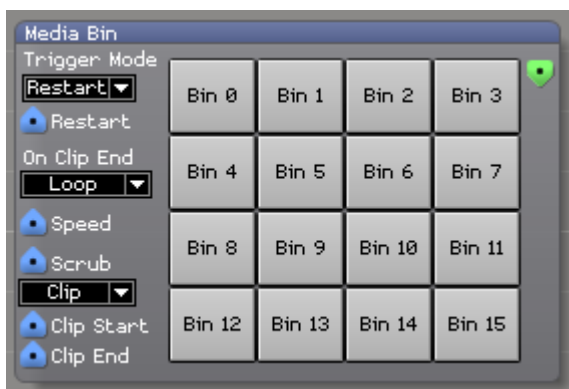 Media Bin
Trigger Mode
Restart
Restart
On Clip End
Loop
Speed
Scrub
Clip
Clip Start
Clip End
Bin 0 Bin 1 Bin 2 Bin 3
Bin 4 Bin 5 Bin 6 Bin 7
Bin 8 Bin 9 Bin 10 Bin 11
Bin 12 Bin 13 Bin 14 Bin 15